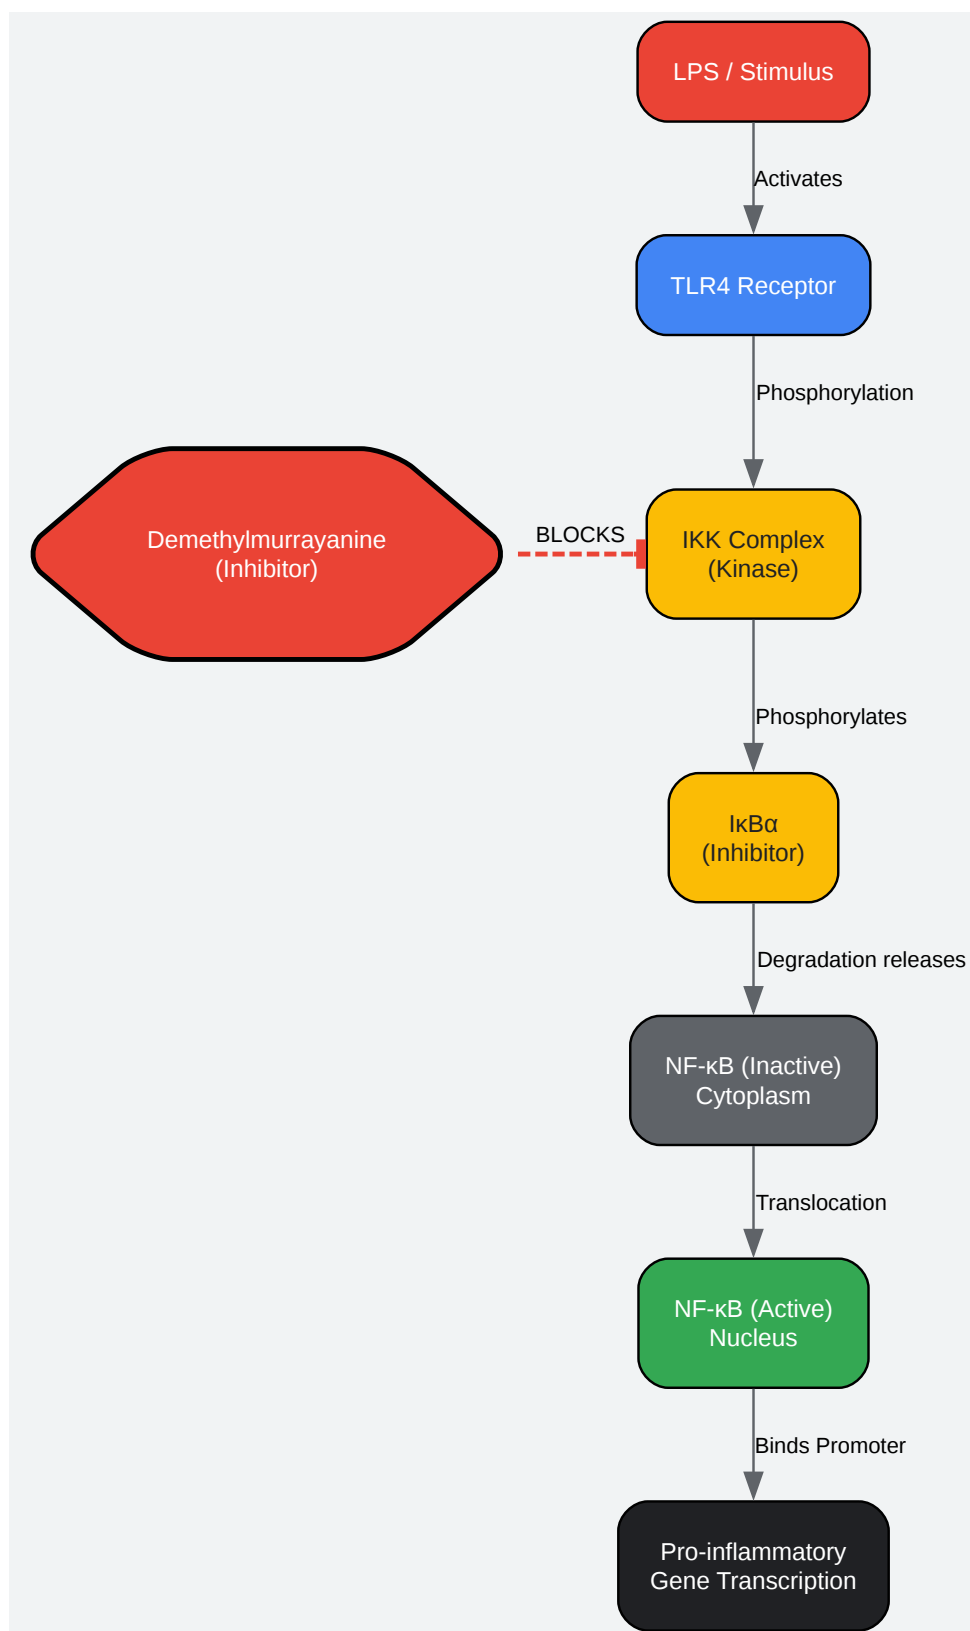 LPS / Stimulus
Activates
TLR4 Receptor
Phosphorylation
Demethylmurrayanine
(Inhibitor)
BLOCKS
IKK Complex
(Kinase)
Phosphorylates
IκBα
(Inhibitor)
Degradation releases
NF-κB (Inactive)
Cytoplasm
Translocation
NF-κB (Active)
Nucleus
Binds Promoter
Pro-inflammatory
Gene Transcription